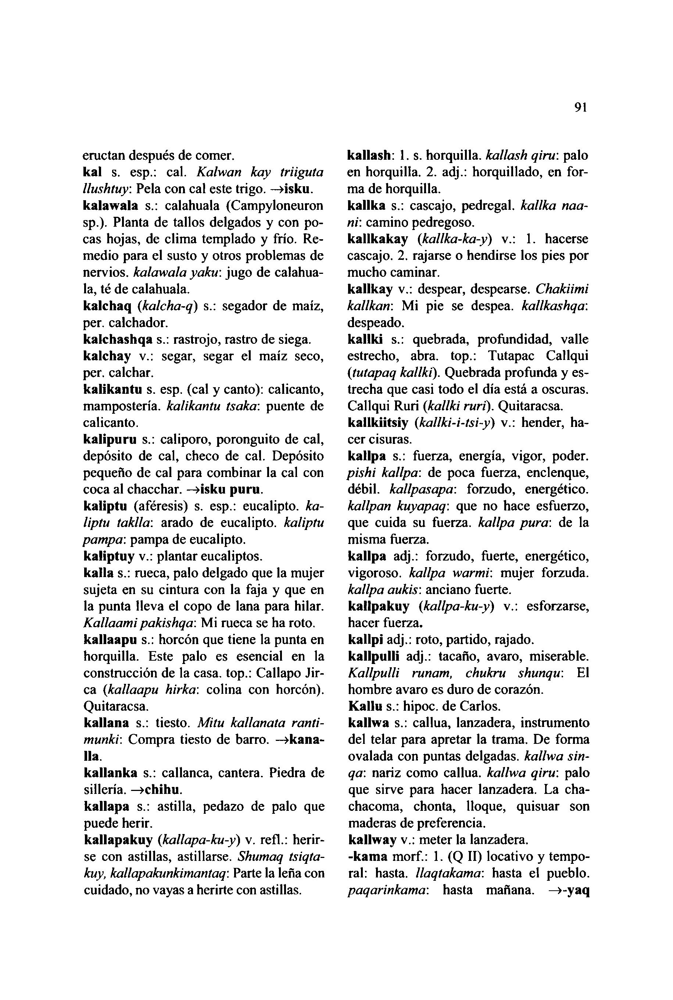 91
eructan después de comer.
kal s. esp.: cal. Kalwan kay triiguta
llushtuy: Pela con cal este trigo. →isku.
kalawala s.: calahuala (Campyloneuron
sp.). Planta de tallos delgados y con po-
cas hojas, de clima templado y frío. Re-
medio para el susto y otros problemas de
nervios. kalawala yaku: jugo de calahua-
la, té de calahuala.
kalchaq (kalcha-q) s.: segador de maíz,
per. calchador.
kalchashqa s.: rastrojo, rastro de siega.
kalchay v.: segar, segar el maíz seco,
per. calchar.
kalikantu s. esp. (cal y canto): calicanto,
mampostería. kalikantu tsaka: puente de
calicanto.
kalipuru s.: caliporo, poronguito de cal,
depósito de cal, checo de cal. Depósito
pequeño de cal para combinar la cal con
coca al chacchar. →isku puru.
kaliptu (aféresis) s. esp.: eucalipto. ka-
liptu taklla: arado de eucalipto. kaliptu
pampa: pampa de eucalipto.
kaliptuy v.: plantar eucaliptos.
kalla s.: rueca, palo delgado que la mujer
sujeta en su cintura con la faja y que en
la punta lleva el copo de lana para hilar.
Kallaami pakishqa: Mi rueca se ha roto.
kallaapu s.: horcón que tiene la punta en
horquilla. Este palo es esencial en la
construcción de la casa. top.: Callapo Jir-
ca (kallaapu hirka: colina con horcón).
Quitaracsa.
kallana s.: tiesto. Mitu kallanata ranti-
munki: Compra tiesto de barro. →kana-
lla.
kallanka s.: callanca, cantera. Piedra de
sillería. →chihu.
kallapa s.: astilla, pedazo de palo que
puede herir.
kallapakuy (kallapa-ku-y) v. refl.: herir-
se con astillas, astillarse. Shumaq tsiqta-
kuy, kallapakunkimantaq: Parte la leña con
cuidado, no vayas a herirte con astillas.
kallash: 1. s. horquilla. kallash qiru: palo
en horquilla. 2. adj.: horquillado, en for-
ma de horquilla.
kallka s.: cascajo, pedregal. kallka naa-
ni: camino pedregoso.
kallkakay (kallka-ka-y) v.: 1. hacerse
cascajo. 2. rajarse o hendirse los pies por
mucho caminar.
kallkay v.: despear, despearse. Chakiimi
kallkan: Mi pie se despea. kallkashqa:
despeado.
kallki s.: quebrada, profundidad, valle
estrecho, abra. top.: Tutapac Callqui
(tutapaq kallki). Quebrada profunda y es-
trecha que casi todo el día está a oscuras.
Callqui Ruri (kallki ruri). Quitaracsa.
kallkiitsiy (kallki-i-tsi-y) v.: hender, ha-
cer cisuras.
kallpa s.: fuerza, energía, vigor, poder.
pishi kallpa: de poca fuerza, enclenque,
débil. kallpasapa: forzudo, energético.
kallpan kuyapaq: que no hace esfuerzo,
que cuida su fuerza. kallpa pura: de la
misma fuerza.
kallpa adj.: forzudo, fuerte, energético,
vigoroso. kallpa warmi: mujer forzuda.
kallpa aukis: anciano fuerte.
kallpakuy (kallpa-ku-y) v.: esforzarse,
hacer fuerza.
kallpi adj.: roto, partido, rajado.
kallpulli adj.: tacaño, avaro, miserable.
Kallpulli runam, chukru shunqu: El
hombre avaro es duro de corazón.
Kallu s.: hipoc. de Carlos.
kallwa s.: callua, lanzadera, instrumento
del telar para apretar la trama. De forma
ovalada con puntas delgadas. kallwa sin-
qa: nariz como callua. kallwa qiru: palo
que sirve para hacer lanzadera. La cha-
chacoma, chonta, lloque, quisuar son
maderas de preferencia.
kallway v.: meter la lanzadera.
-kama morf.: 1. (Q II) locativo y tempo-
ral: hasta. llaqtakama: hasta el pueblo.
paqarinkama: hasta mañana. →-yaq